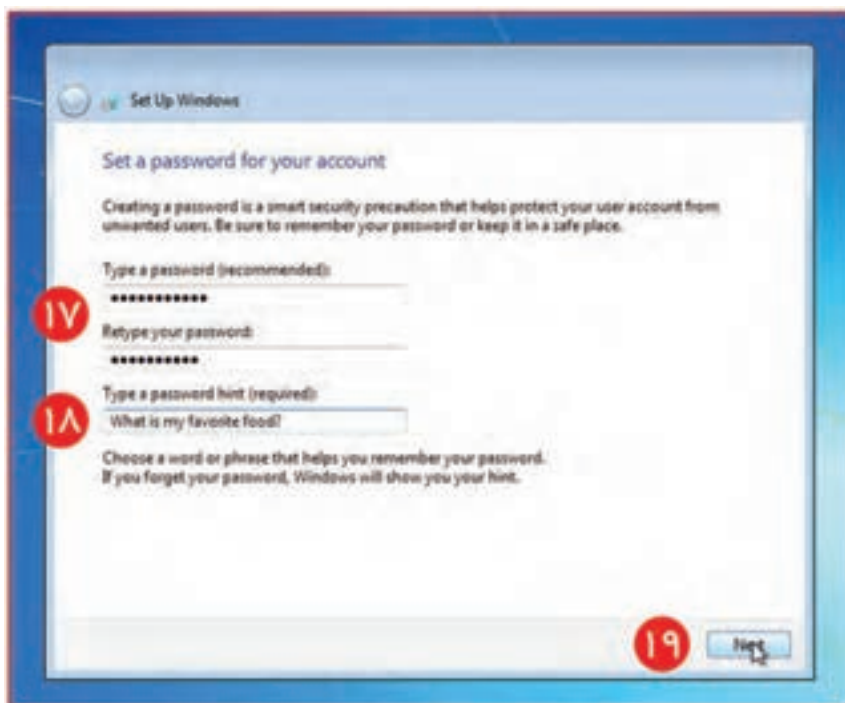 Set Up Windows
Set a password for your account
Creating a password is a smart security precaution that helps protect your user account from
unwanted users. Be sure to remember your password or keep it in a safe place.
Type a password (recommended):
•••••••••••
١٧
Retype your password:
••••••••••
Type a password hint (required):
١٨
What is my favorite food?
Choose a word or phrase that helps you remember your password.
If you forget your password, Windows will show you your hint.
١٩
Next